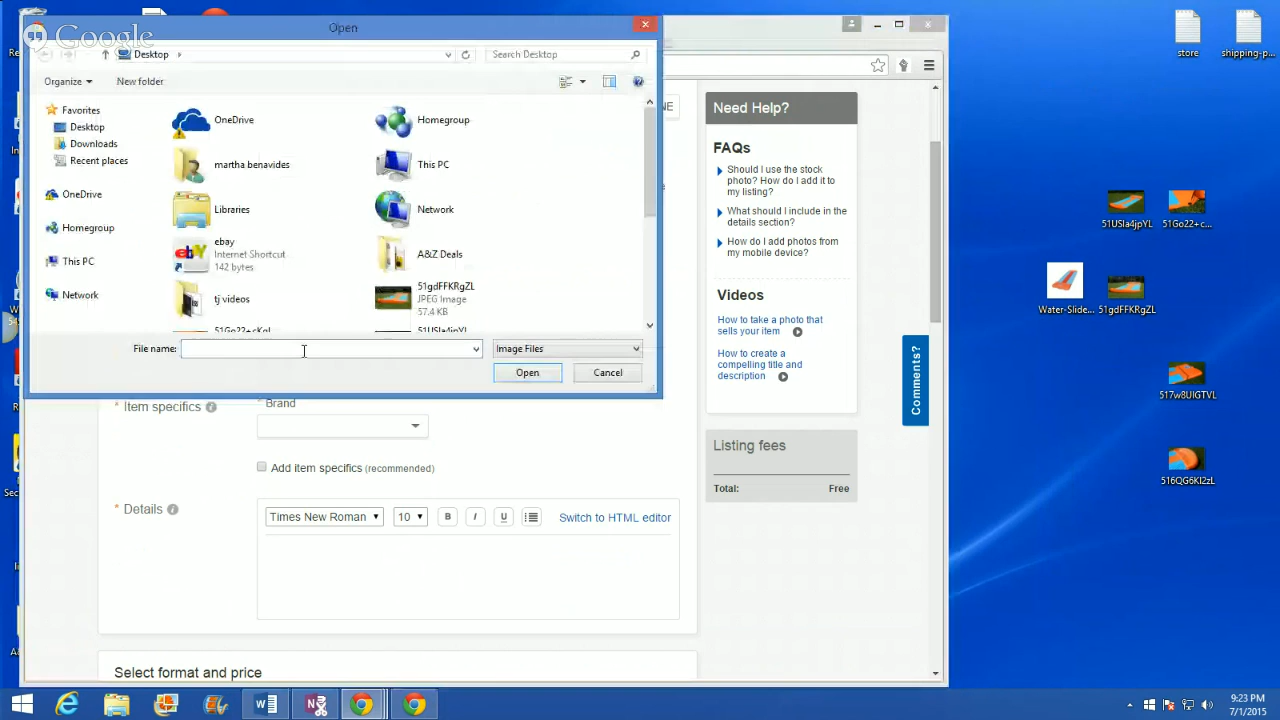 Google
Open
Desktop
Search Desktop
Organize
New folder
Favorites
Desktop
Downloads
Recent places
OneDrive
Homegroup
This PC
Network
OneDrive
Homegroup
martha benavides
This PC
Libraries
Network
ebay
Internet Shortcut
142 bytes
A&Z Deals
tj videos
51gdFFKRgZL
JPEG Image
57.4 KB
File name:
Image Files
Open
Cancel
NE
Need Help?
FAQs
Should I use the stock
photo? How do I add it to
my listing?
What should I include in the
details section?
How do I add photos from
my mobile device?
Videos
How to take a photo that
sells your item
How to create a
compelling title and
description
Comments?
Listing fees
Total: Free
* Item specifics
* Brand
Add item specifics (recommended)
* Details
Times New Roman
10
B
I
U
Switch to HTML editor
Select format and price
store
shipping-p...
51USla4jpYL
51Go22+c...
Water-Slide...
51gdFFKRgZL
517w8UIGTVL
516QG6KI2zL
9:23 PM
7/1/2015